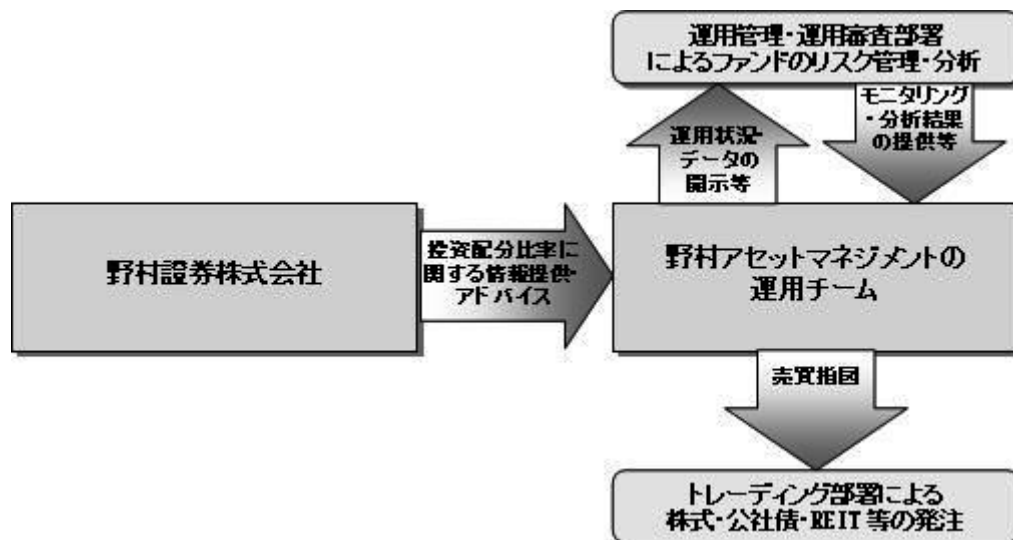 運用管理・運用審査部署
によるファンドのリスク管理・分析
運用状況・
データの
開示等
モニタリング
・分析結果
の提供等
野村證券株式会社
投資配分比率に
関する情報提供・
アドバイス
野村アセットマネジメントの
運用チーム
売買指図
トレーディング部署による
株式・公社債・REIT 等の発注